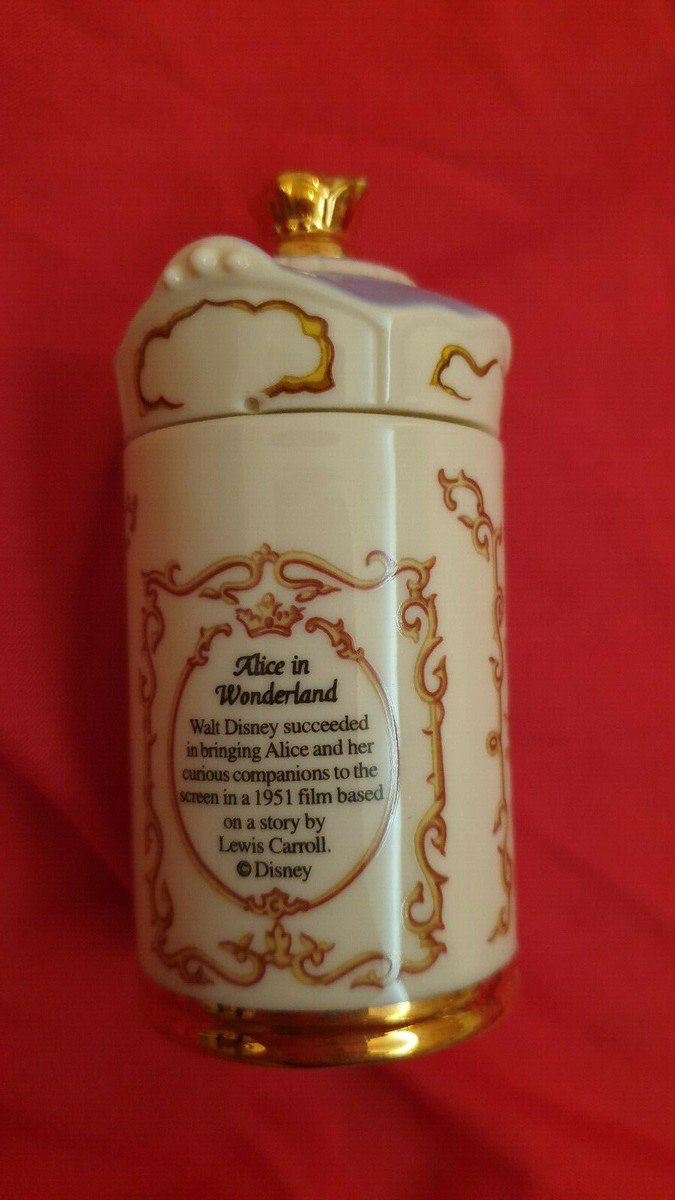 Alice in
Wonderland
Walt Disney succeeded
in bringing Alice and her
curious companions to the
screen in a 1951 film based
on a story by
Lewis Carroll.
© Disney